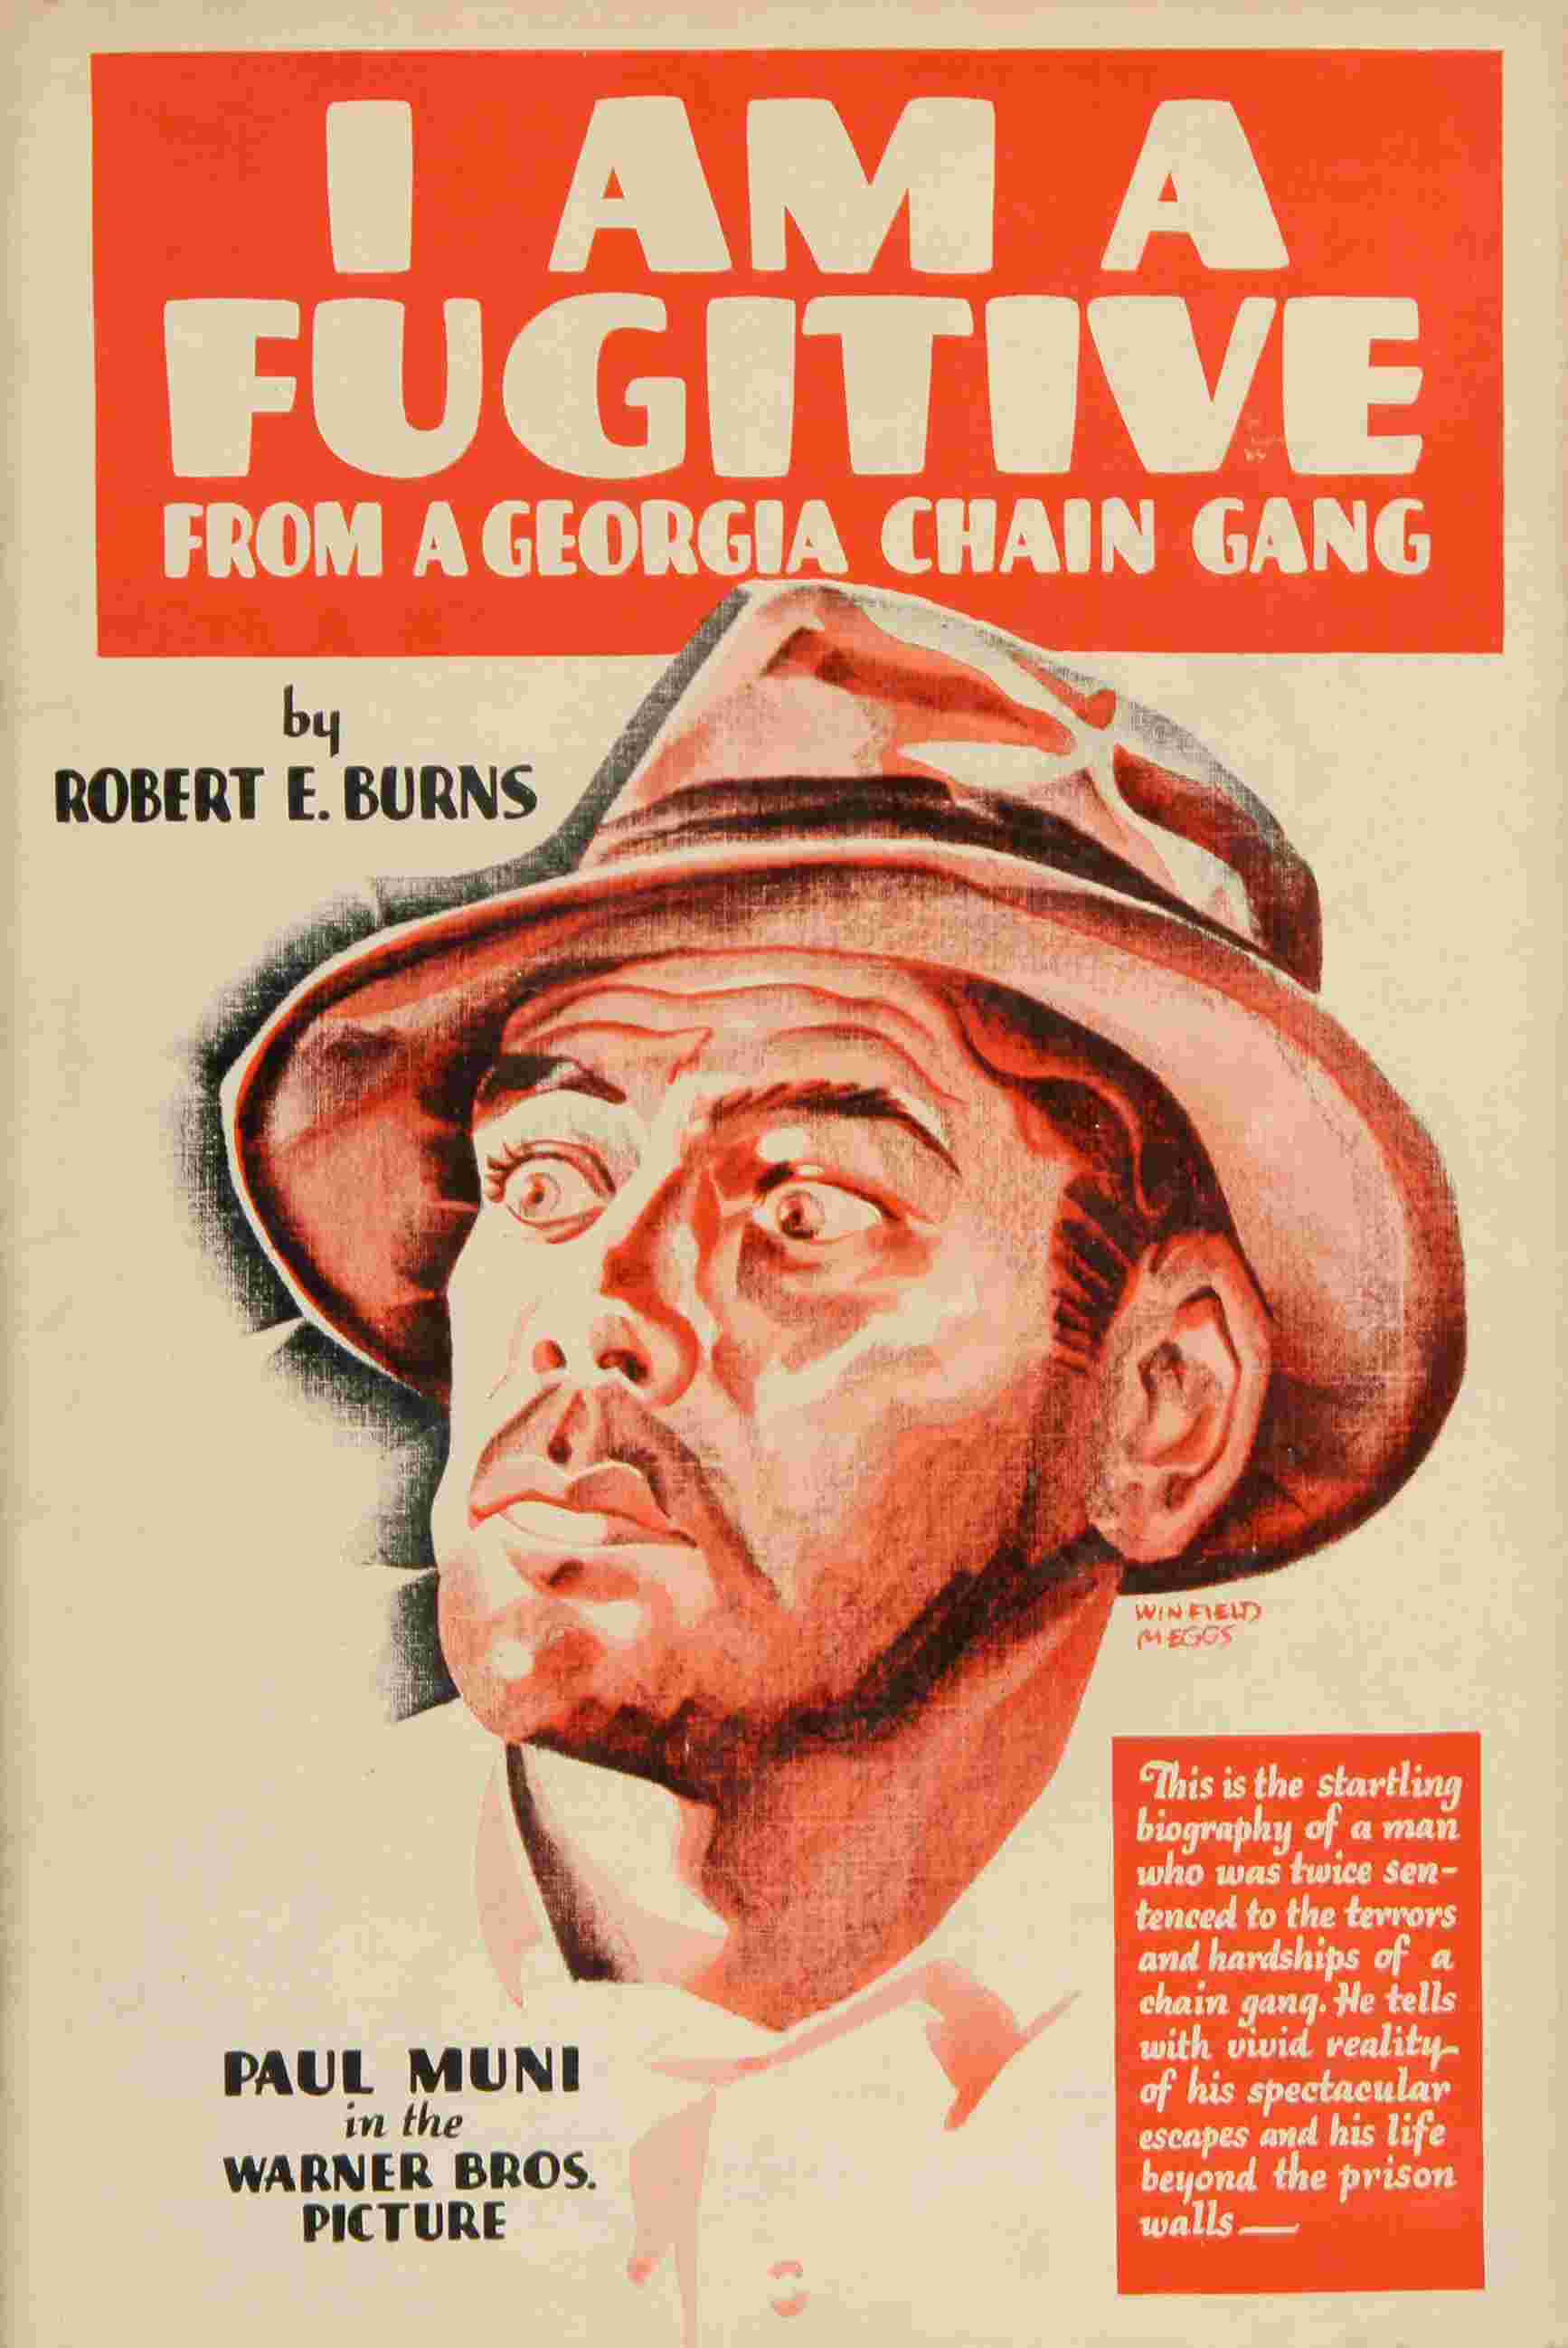 I AM A
FUGITIVE
FROM A GEORGIA CHAIN GANG
by
ROBERT E. BURNS
WINFIELD
MEGGS
This is the startling
biography of a man
who was twice sen-
tenced to the terrors
and hardships of a
chain gang. He tells
with vivid reality
of his spectacular
escapes and his life
beyond the prison
walls—
PAUL MUNI
in the
WARNER BROS.
PICTURE